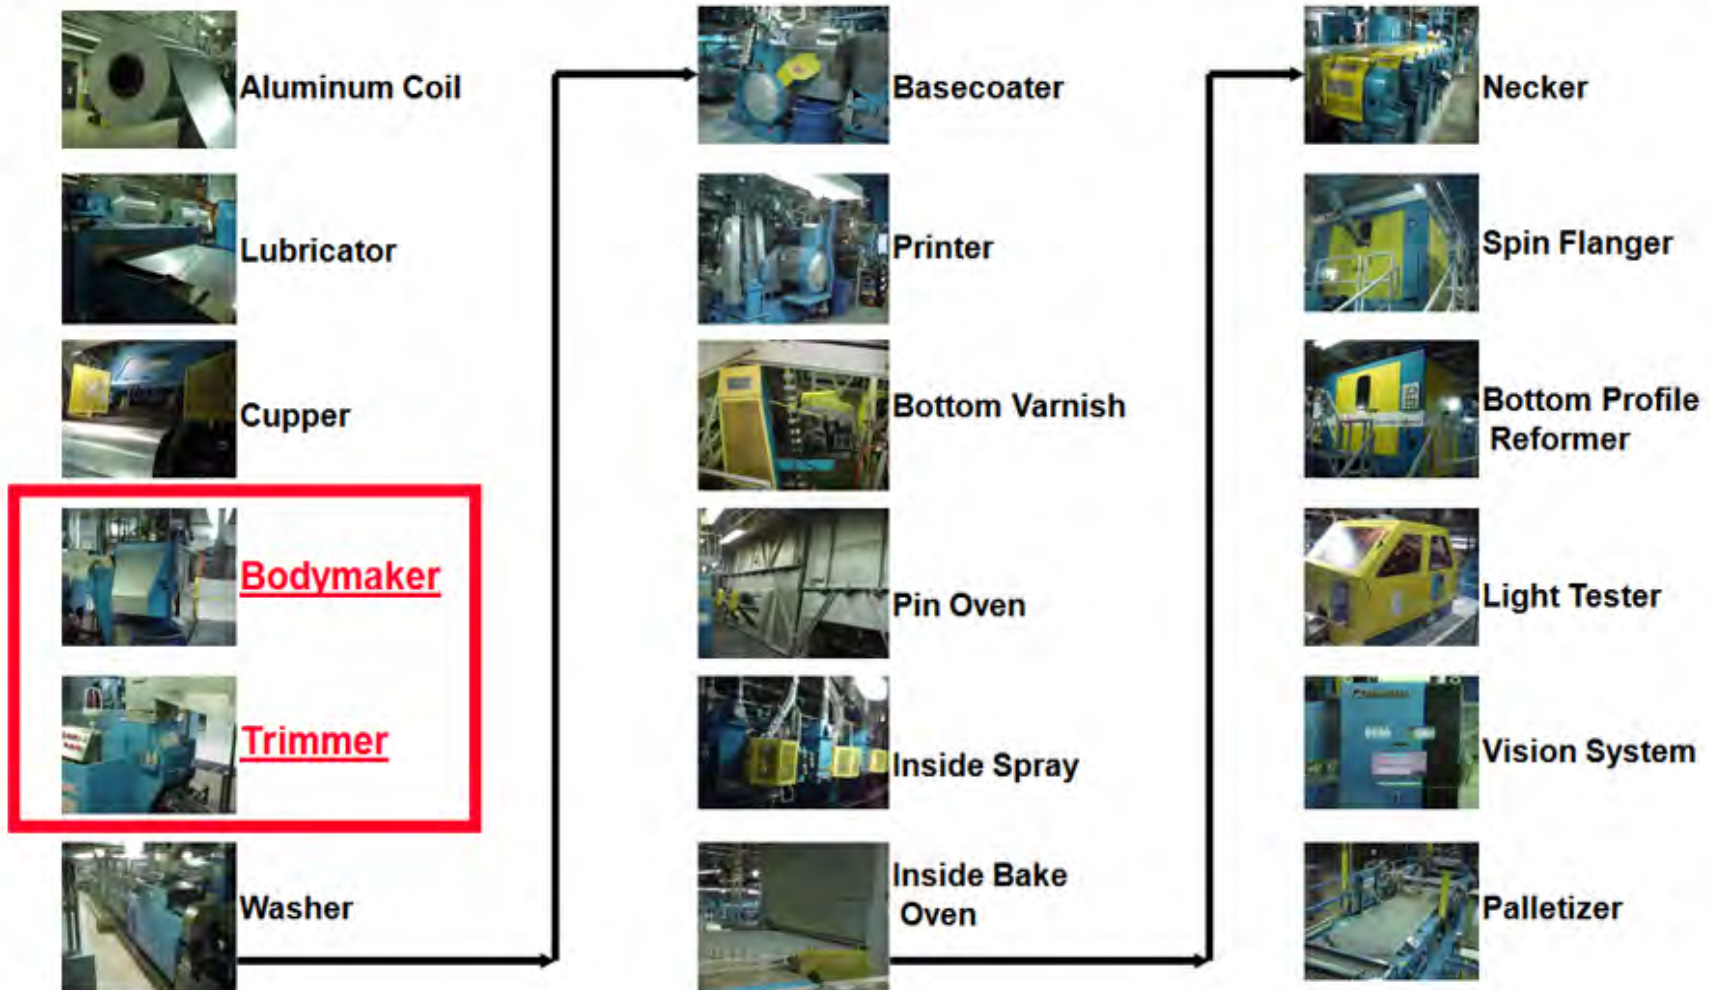 Aluminum Coil
Lubricator
Cupper
Bodymaker
Trimmer
Washer
Basecoater
Printer
Bottom Varnish
Pin Oven
Inside Spray
Inside Bake
Oven
Necker
Spin Flanger
Bottom Profile
Reformer
Light Tester
Vision System
Palletizer